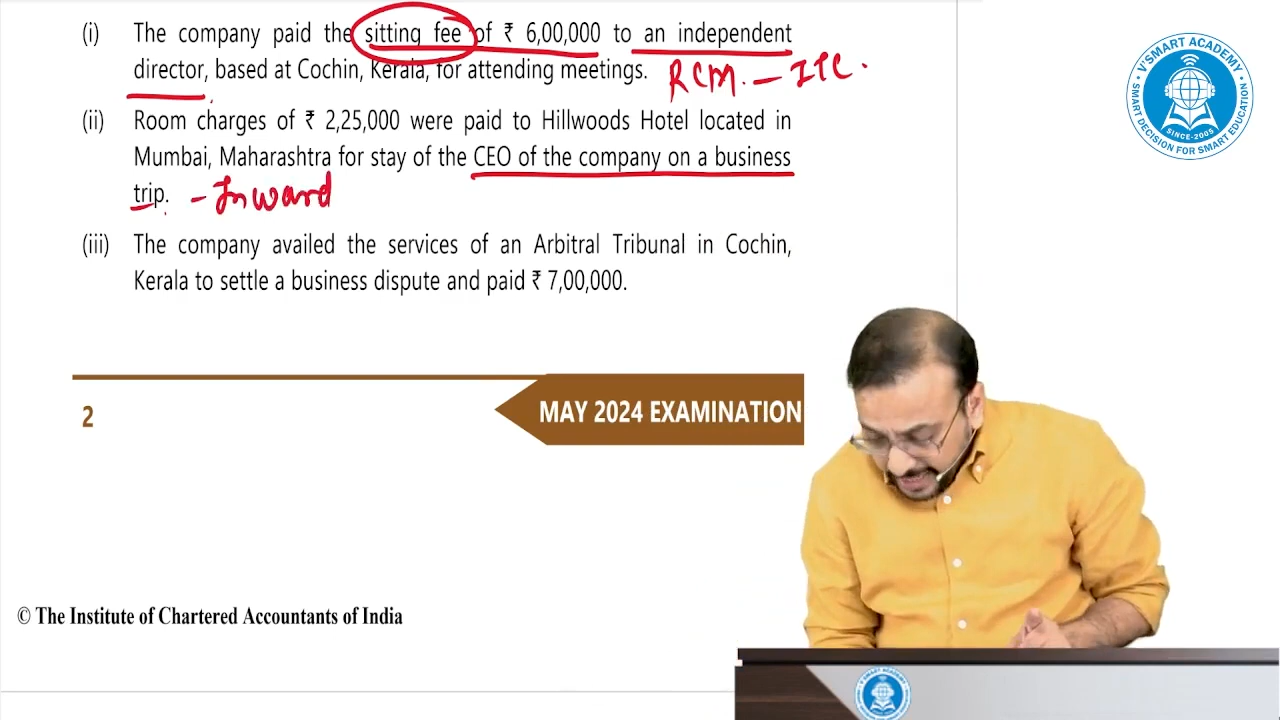 (i) The company paid the sitting fee of ₹ 6,00,000 to an independent
director, based at Cochin, Kerala, for attending meetings. RCM. – ITC.
(ii) Room charges of ₹ 2,25,000 were paid to Hillwoods Hotel located in
Mumbai, Maharashtra for stay of the CEO of the company on a business
trip. – Inward
(iii) The company availed the services of an Arbitral Tribunal in Cochin,
Kerala to settle a business dispute and paid ₹ 7,00,000.
2
MAY 2024 EXAMINATION
© The Institute of Chartered Accountants of India
V'SMART ACADEMY
SMART DECISION FOR SMART EDUCATION
SINCE-2005